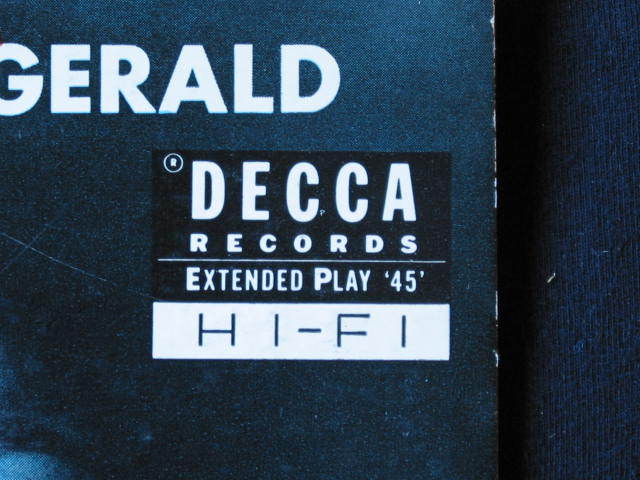 GERALD
® DECCA
RECORDS
EXTENDED PLAY '45'
HI-FI